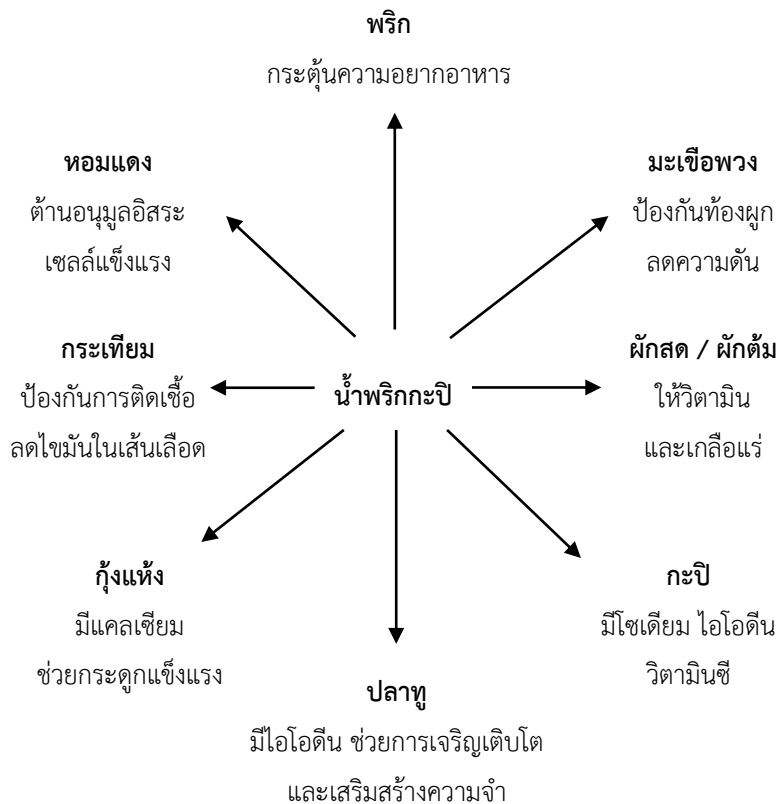 พริก
กระตุ้นความอยากอาหาร
หอมแดง
ต้านอนุมูลอิสระ
เซลล์แข็งแรง
มะเขือพวง
ป้องกันท้องผูก
ลดความดัน
กระเทียม
ป้องกันการติดเชื้อ
ลดไขมันในเส้นเลือด
น้ำพริกกะปิ
ผักสด / ผักต้ม
ให้วิตามิน
และเกลือแร่
กุ้งแห้ง
มีแคลเซียม
ช่วยกระดูกแข็งแรง
ปลาทู
มีไอโอดีน ช่วยการเจริญเติบโต
และเสริมสร้างความจำ
กะปิ
มีโซเดียม ไอโอดีน
วิตามินซี